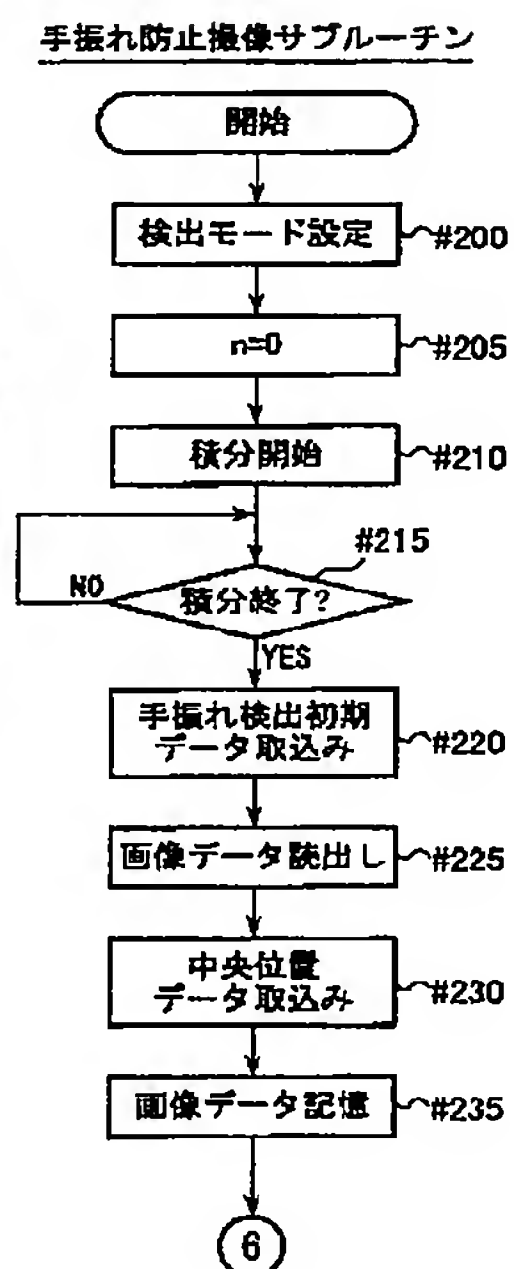 手振れ防止撮像サブルーチン
開始
検出モード設定
#200
n=0
#205
積分開始
#210
#215
NO
積分終了?
YES
手振れ検出初期
データ取込み
#220
画像データ読出し
#225
中央位置
データ取込み
#230
画像データ記憶
#235
6